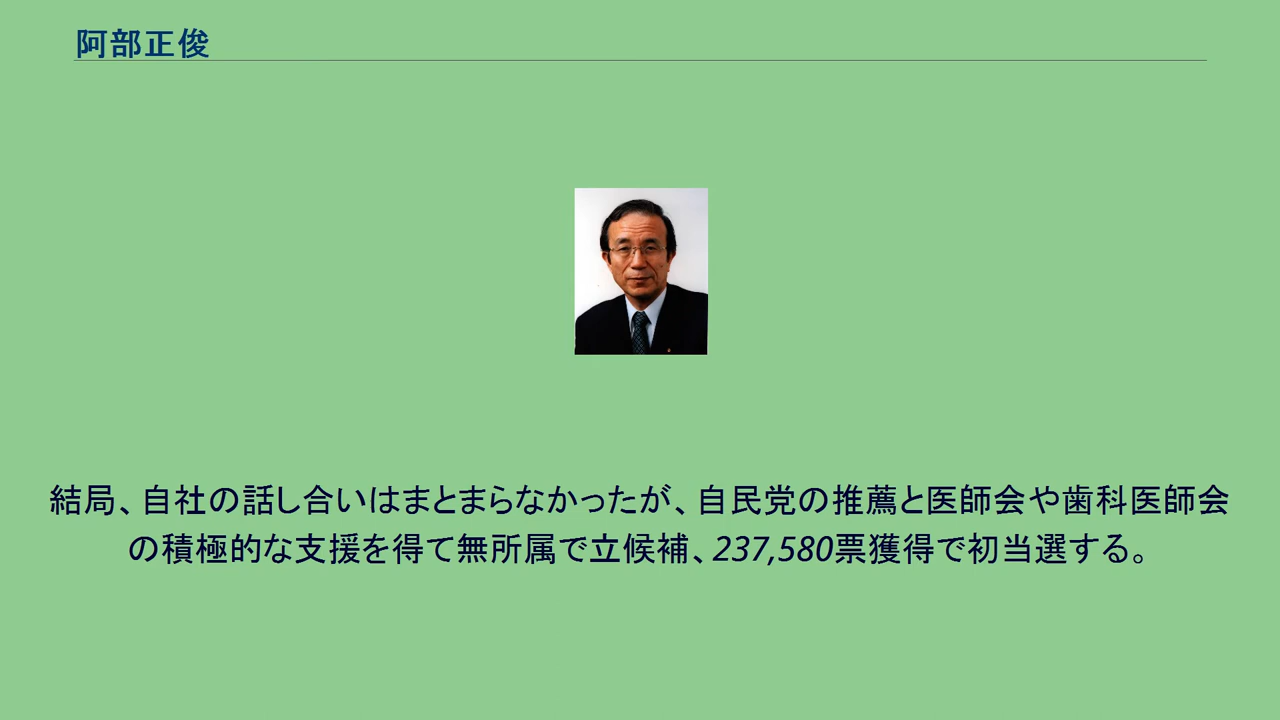 阿部正俊
結局、自社の話し合いはまとまらなかったが、自民党の推薦と医師会や歯科医師会
の積極的な支援を得て無所属で立候補、237,580票獲得で初当選する。